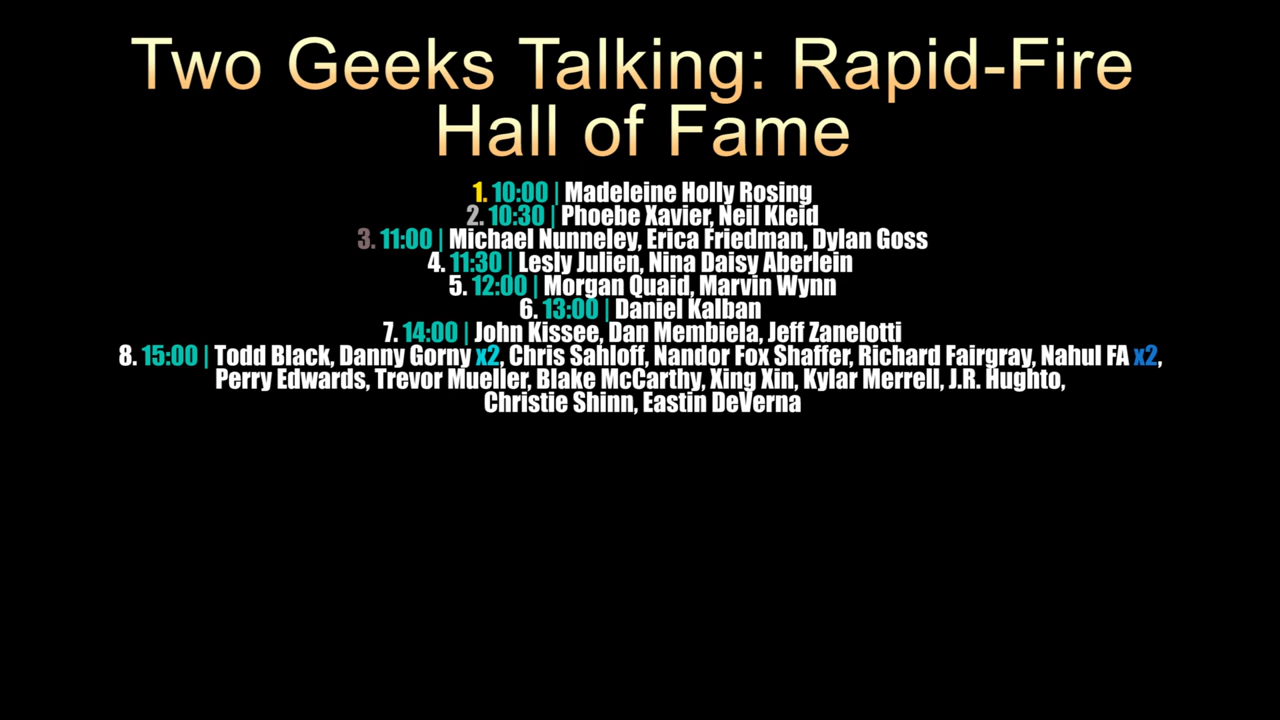 Two Geeks Talking: Rapid-Fire
Hall of Fame
1. 10:00 | Madeleine Holly Rosing
2. 10:30 | Phoebe Xavier, Neil Kleid
3. 11:00 | Michael Nunneley, Erica Friedman, Dylan Goss
4. 11:30 | Lesly Julien, Nina Daisy Aberlein
5. 12:00 | Morgan Quaid, Marvin Wynn
6. 13:00 | Daniel Kalban
7. 14:00 | John Kissee, Dan Membiela, Jeff Zanelotti
8. 15:00 | Todd Black, Danny Gorny x2, Chris Sahloff, Nandor Fox Shaffer, Richard Fairgray, Nahul FA x2,
Perry Edwards, Trevor Mueller, Blake McCarthy, Xing Xin, Kylar Merrell, J.R. Hughto,
Christie Shinn, Eastin DeVerna